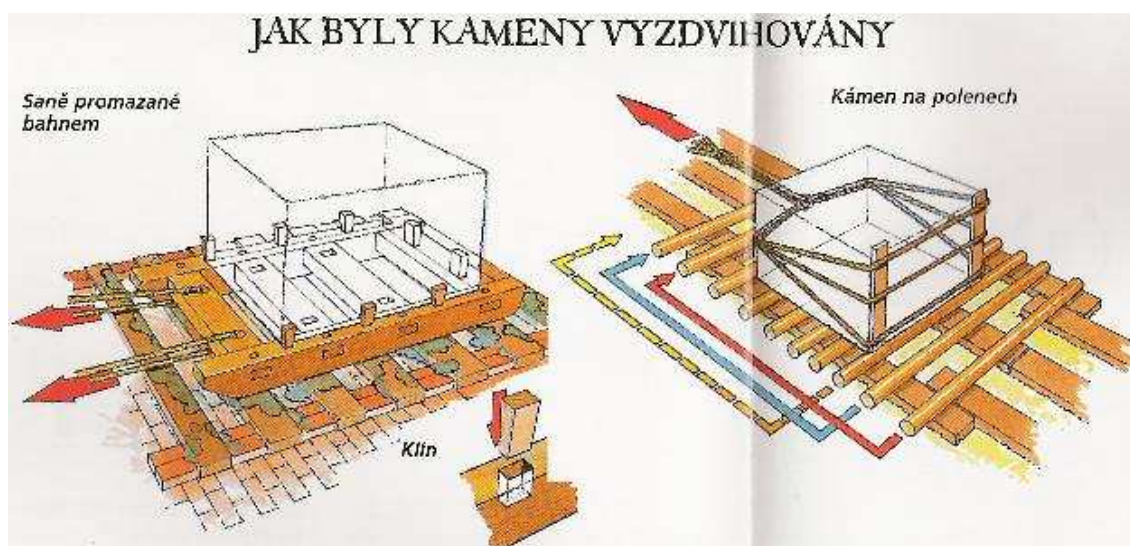 JAK BYLY KAMENY VYZDVIHOVÁNY
Saně promazané
bahnem
Kámen na polenech
Klín